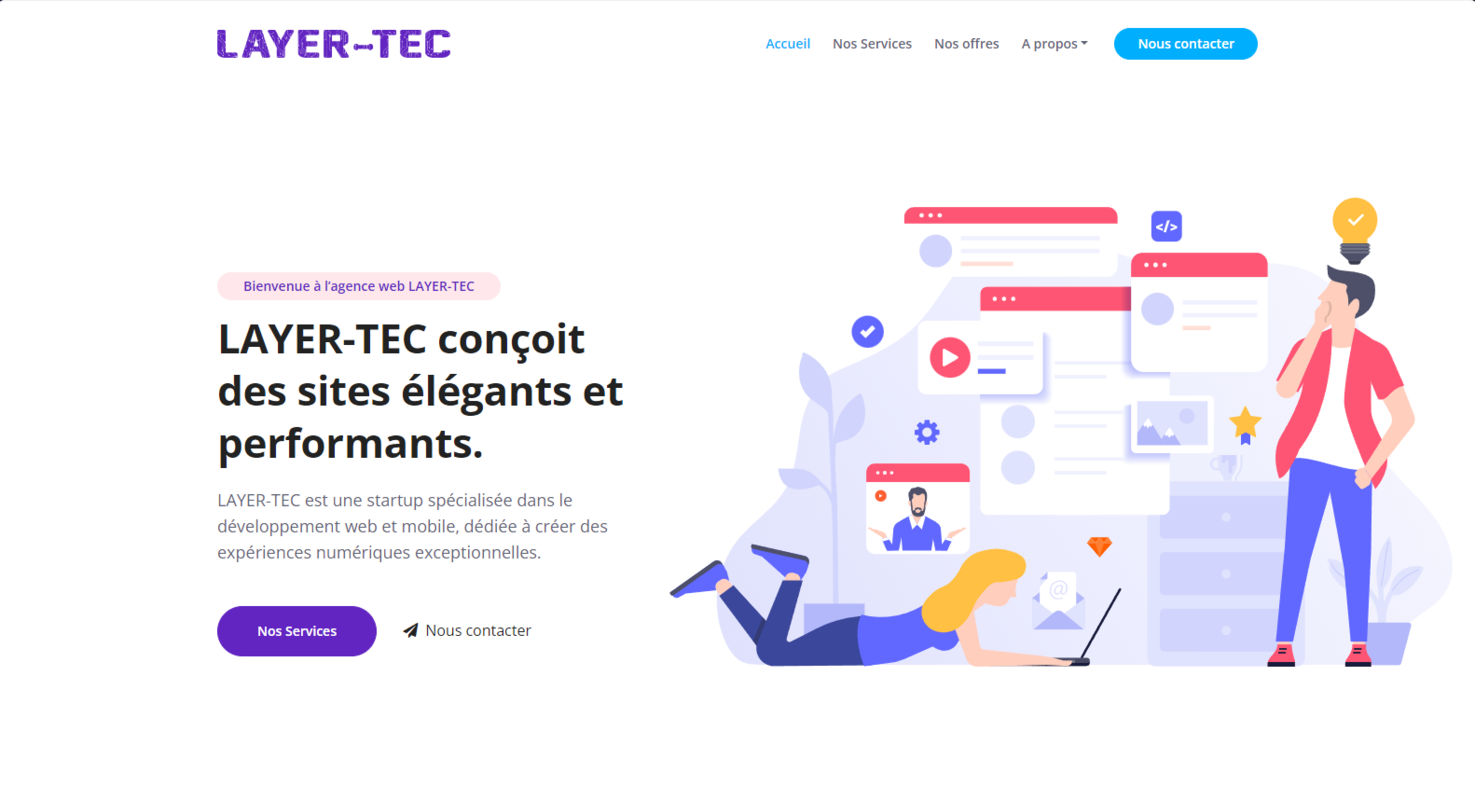 LAYER-TEC
Accueil Nos Services Nos offres A propos Nous contacter
</>
Bienvenue à l’agence web LAYER-TEC
LAYER-TEC conçoit
des sites élégants et
performants.
LAYER-TEC est une startup spécialisée dans le
développement web et mobile, dédiée à créer des
expériences numériques exceptionnelles.
@
Nos Services Nous contacter